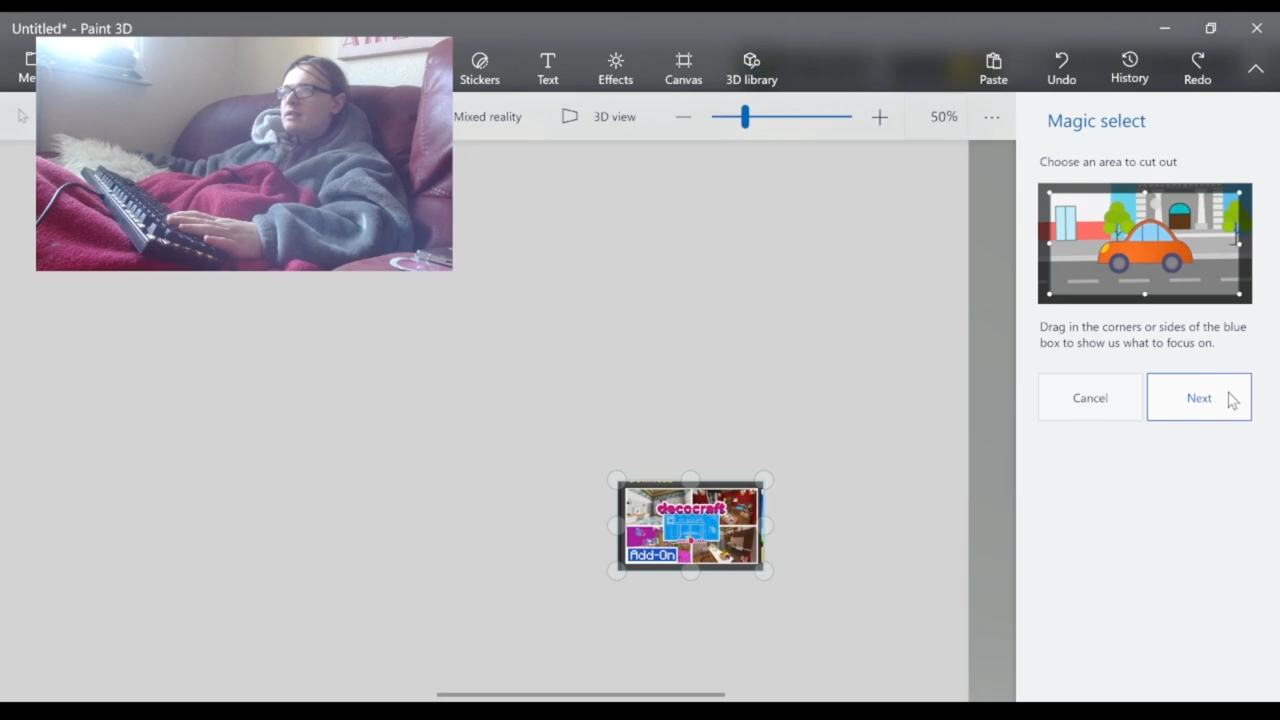 Untitled* - Paint 3D
Me
Stickers
Text
Effects
Canvas
3D library
Paste
Undo
History
Redo
Mixed reality
3D view
50%
Magic select
Choose an area to cut out
Drag in the corners or sides of the blue
box to show us what to focus on.
Cancel
Next
decocraft
Add-On